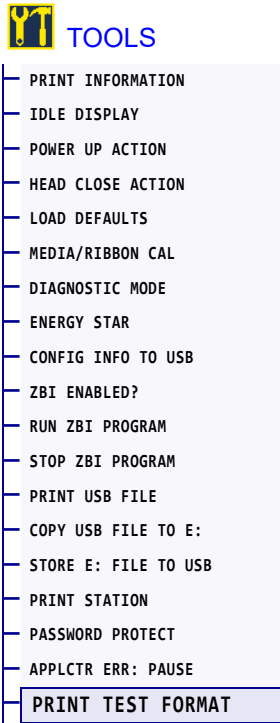 TOOLS
PRINT INFORMATION
IDLE DISPLAY
POWER UP ACTION
HEAD CLOSE ACTION
LOAD DEFAULTS
MEDIA/RIBBON CAL
DIAGNOSTIC MODE
ENERGY STAR
CONFIG INFO TO USB
ZBI ENABLED?
RUN ZBI PROGRAM
STOP ZBI PROGRAM
PRINT USB FILE
COPY USB FILE TO E:
STORE E: FILE TO USB
PRINT STATION
PASSWORD PROTECT
APPLCTR ERR: PAUSE
PRINT TEST FORMAT